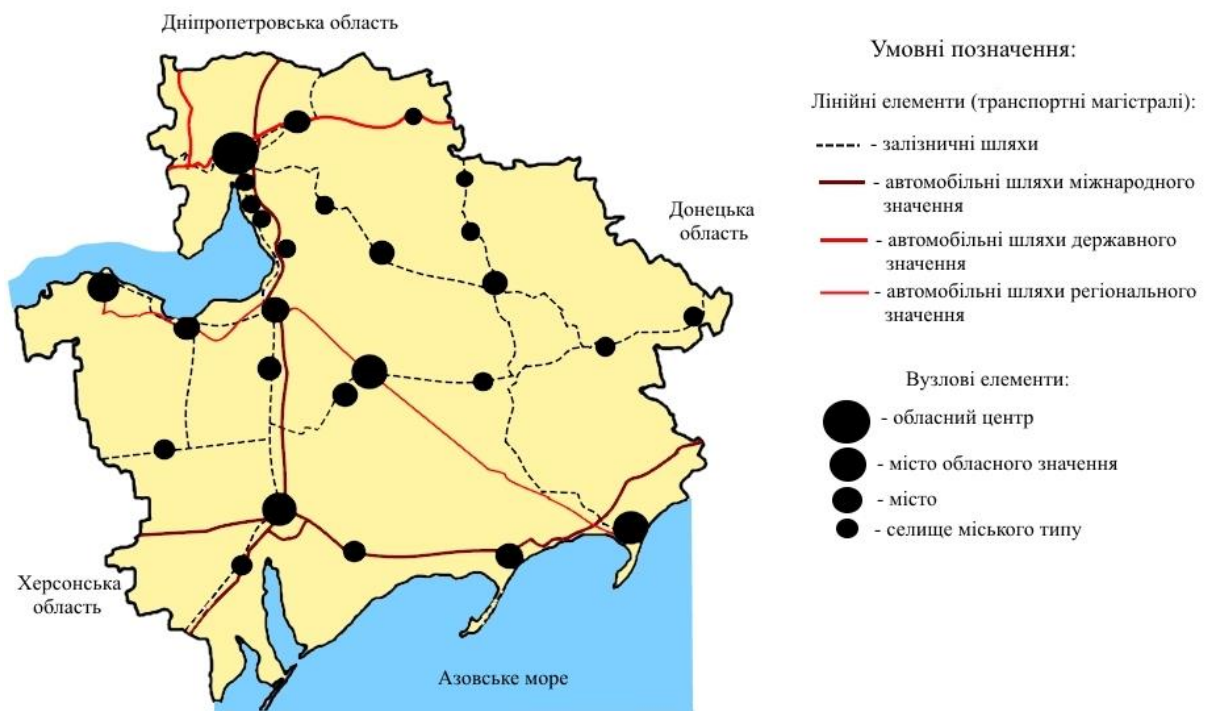 Дніпропетровська область
Донецька
область
Херсонська
область
Азовське море
Умовні позначення:
Лінійні елементи (транспортні магістралі):
- залізничні шляхи
- автомобільні шляхи міжнародного
значення
- автомобільні шляхи державного
значення
- автомобільні шляхи регіонального
значення
Вузлові елементи:
- обласний центр
- місто обласного значення
- місто
- селище міського типу